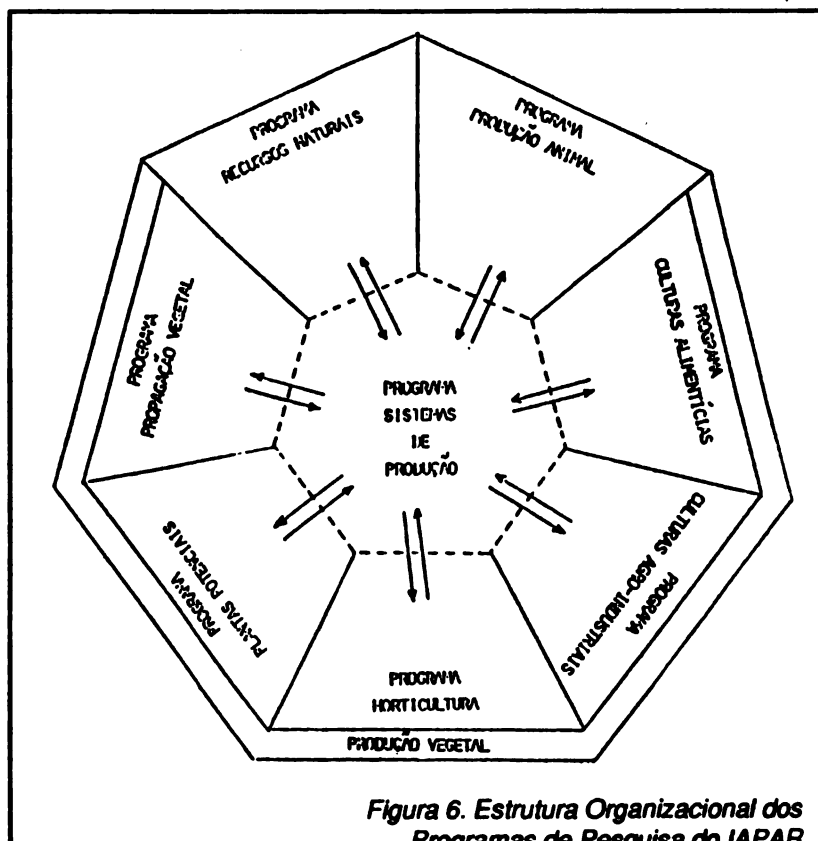 PROGRAMA
RECURSOS NATURAIS
PROGRAMA
PRODUÇÃO ANIMAL
PROGRAMA
CULTURAS ALIMENTÍCIAS
PROGRAMA
CULTURAS AGRO-INDUSTRIAIS
PROGRAMA
HORTICULTURA
PROGRAMA
PLANTAS POTENCIAIS
PROGRAMA
PROPAGAÇÃO VEGETAL
PROGRAMA
SISTEMAS
DE
PRODUÇÃO
PRODUÇÃO VEGETAL
Figura 6. Estrutura Organizacional dos
Programas de Pesquisa do IAPAR